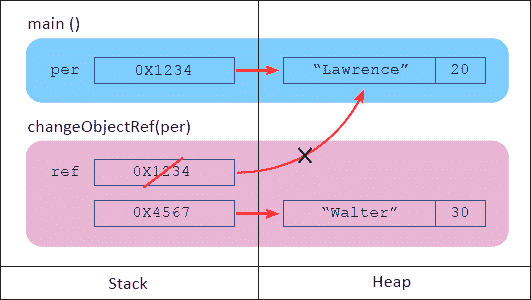 main ()
per 0X1234 “Lawrence” 20
changeObjectRef(per)
ref 0X1234
0X4567 “Walter” 30
Stack Heap